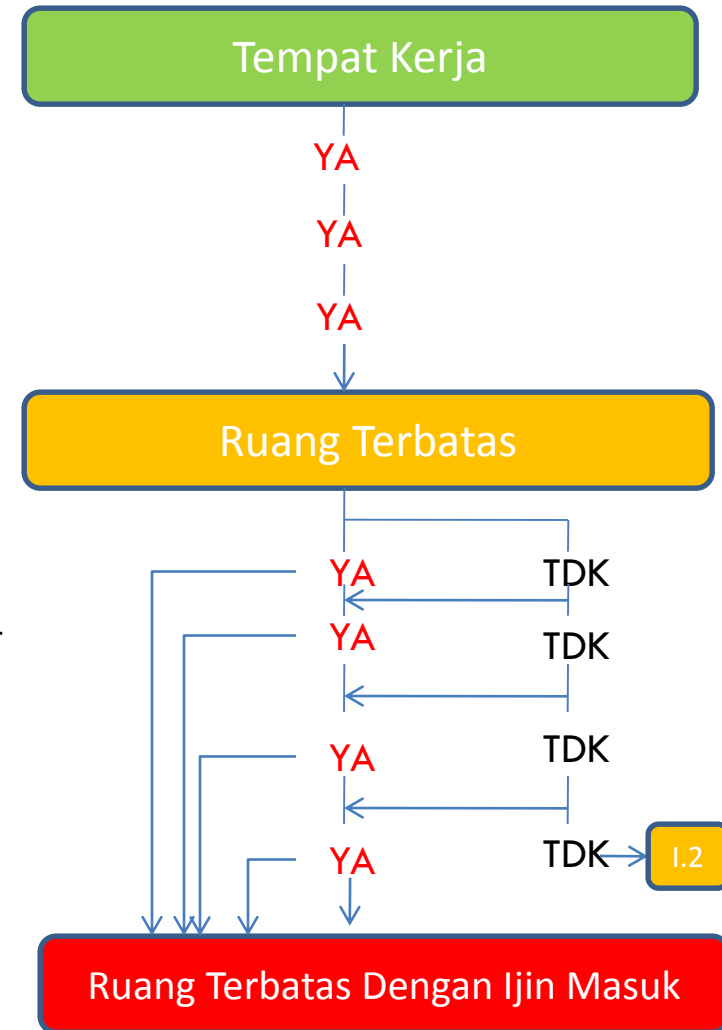 Tempat Kerja
YA
YA
YA
Ruang Terbatas
YA TDK
YA TDK
YA TDK
YA TDK I.2
Ruang Terbatas Dengan Ijin Masuk